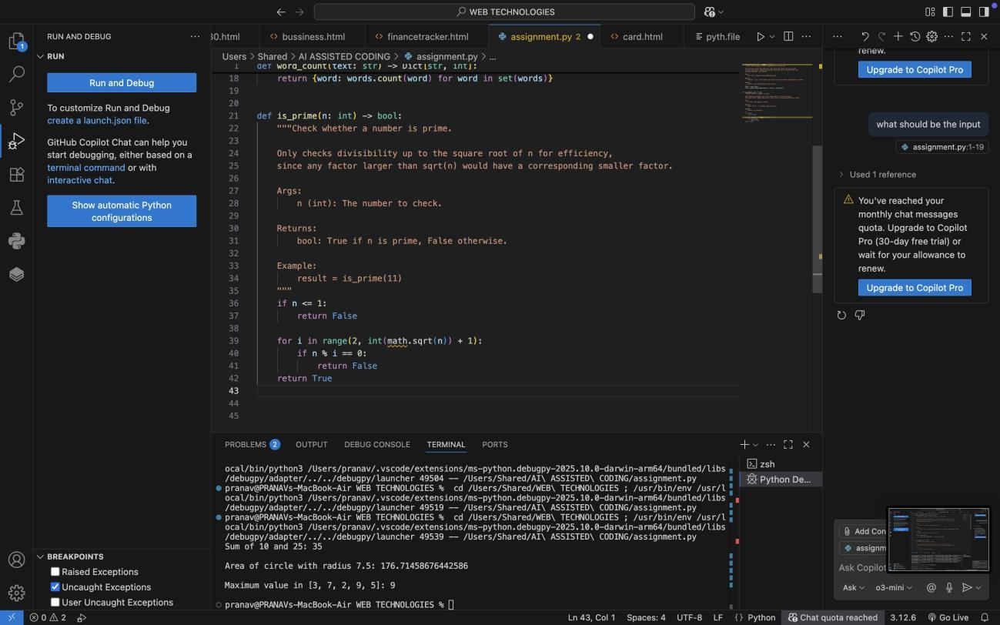 WEB TECHNOLOGIES
RUN AND DEBUG
RUN
Run and Debug
To customize Run and Debug
create a launch.json file.
GitHub Copilot Chat can help you
start debugging, either based on a
terminal command or with
interactive chat.
Show automatic Python
configurations
BREAKPOINTS
Raised Exceptions
Uncaught Exceptions
User Uncaught Exceptions
30.html
bussiness.html
financetracker.html
assignment.py 2
card.html
pyth.file
Users > Shared > AI ASSISTED CODING > assignment.py > ...
1 def word_count(text: str) -> Dict[str, int]:
18 return {word: words.count(word) for word in set(words)}
19
20
21 def is_prime(n: int) -> bool:
22 """Check whether a number is prime.
23
24 Only checks divisibility up to the square root of n for efficiency,
25 since any factor larger than sqrt(n) would have a corresponding smaller factor.
26
27 Args:
28 n (int): The number to check.
29
30 Returns:
31 bool: True if n is prime, False otherwise.
32
33 Example:
34 result = is_prime(11)
35 """
36 if n <= 1:
37 return False
38
39 for i in range(2, int(math.sqrt(n)) + 1):
40 if n % i == 0:
41 return False
42 return True
43
44
45
PROBLEMS 2 OUTPUT DEBUG CONSOLE TERMINAL PORTS
ocal/bin/python3 /Users/pranav/.vscode/extensions/ms-python.debugpy-2025.10.0-darwin-arm64/bundled/libs
/debugpy/adapter/../../debugpy/launcher 49504 -- /Users/Shared/AI\ ASSISTED\ CODING/assignment.py
pranav@PRANAVs-MacBook-Air WEB TECHNOLOGIES % cd /Users/Shared/WEB\ TECHNOLOGIES ; /usr/bin/env /usr/l
ocal/bin/python3 /Users/pranav/.vscode/extensions/ms-python.debugpy-2025.10.0-darwin-arm64/bundled/libs
/debugpy/adapter/../../debugpy/launcher 49519 -- /Users/Shared/AI\ ASSISTED\ CODING/assignment.py
pranav@PRANAVs-MacBook-Air WEB TECHNOLOGIES % cd /Users/Shared/WEB\ TECHNOLOGIES ; /usr/bin/env /usr/l
ocal/bin/python3 /Users/pranav/.vscode/extensions/ms-python.debugpy-2025.10.0-darwin-arm64/bundled/libs
/debugpy/adapter/../../debugpy/launcher 49539 -- /Users/Shared/AI\ ASSISTED\ CODING/assignment.py
Sum of 10 and 25: 35
Area of circle with radius 7.5: 176.71458676442586
Maximum value in [3, 7, 2, 9, 5]: 9
pranav@PRANAVs-MacBook-Air WEB TECHNOLOGIES %
zsh
Python De...
renew.
Upgrade to Copilot Pro
what should be the input
assignment.py:1-19
Used 1 reference
You've reached your
monthly chat messages
quota. Upgrade to Copilot
Pro (30-day free trial) or
wait for your allowance to
renew.
Upgrade to Copilot Pro
Add Con
assignm
Ask Copilot
Ask o3-mini
1
0 2
Ln 43, Col 1 Spaces: 4 UTF-8 LF {} Python Chat quota reached 3.12.6 Go Live